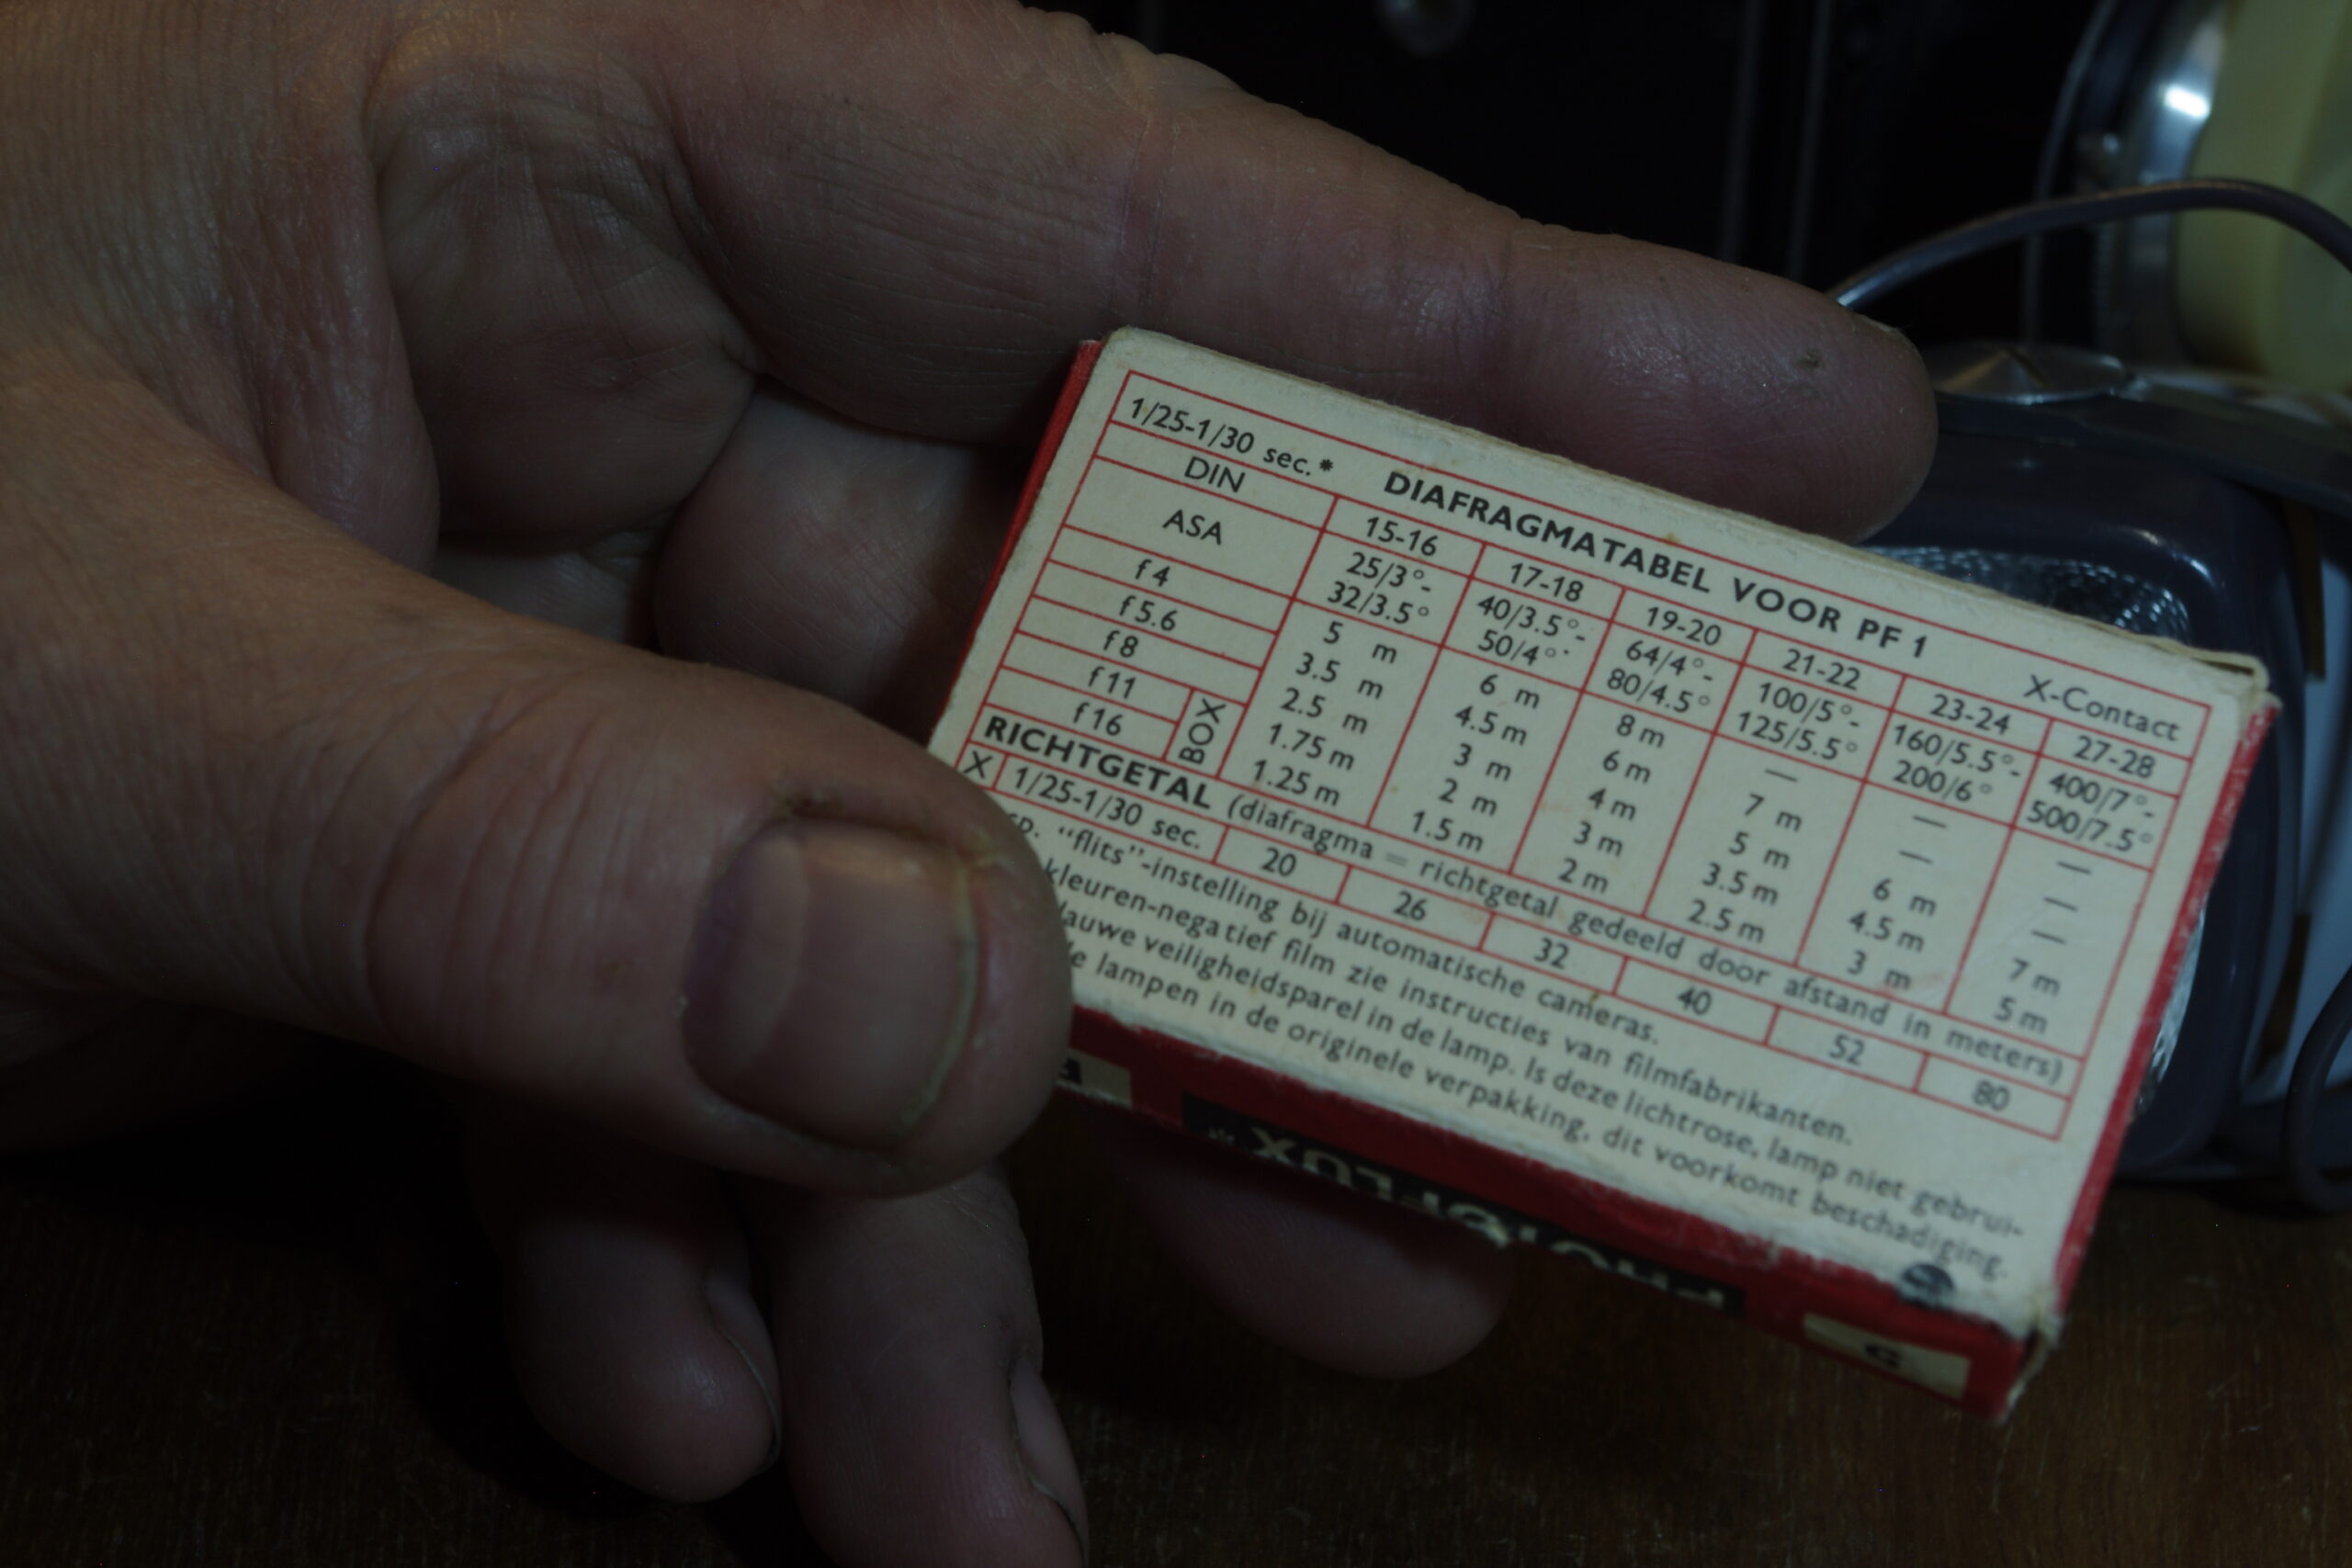 1/25-1/30 sec.* DIAFRAGMATABEL VOOR PF 1 X-Contact
DIN 15-16 17-18 19-20 21-22 23-24 27-28
ASA 25/3°- 40/3.5°- 64/4°- 100/5°- 160/5.5°- 400/7°-
32/3.5° 50/4° 80/4.5° 125/5.5° 200/6° 500/7.5°
f 4 5 m 6 m 8 m — — —
f 5.6 3.5 m 4.5 m 6 m 7 m — —
f 8 2.5 m 3 m 4 m 5 m 6 m —
f 11 BOX 1.75 m 2 m 3 m 3.5 m 4.5 m 7 m
f 16 1.25 m 1.5 m 2 m 2.5 m 3 m 5 m
RICHTGETAL (diafragma = richtgetal gedeeld door afstand in meters)
X 1/25-1/30 sec. 20 26 32 40 52 80
"flits"-instelling bij automatische cameras.
kleuren-negatief film zie instructies van filmfabrikanten.
veiligheidsparel in de lamp. Is deze lichtrose, lamp niet gebrui-
lampen in de originele verpakking, dit voorkomt beschadiging.
PHOTOFLUX *
5